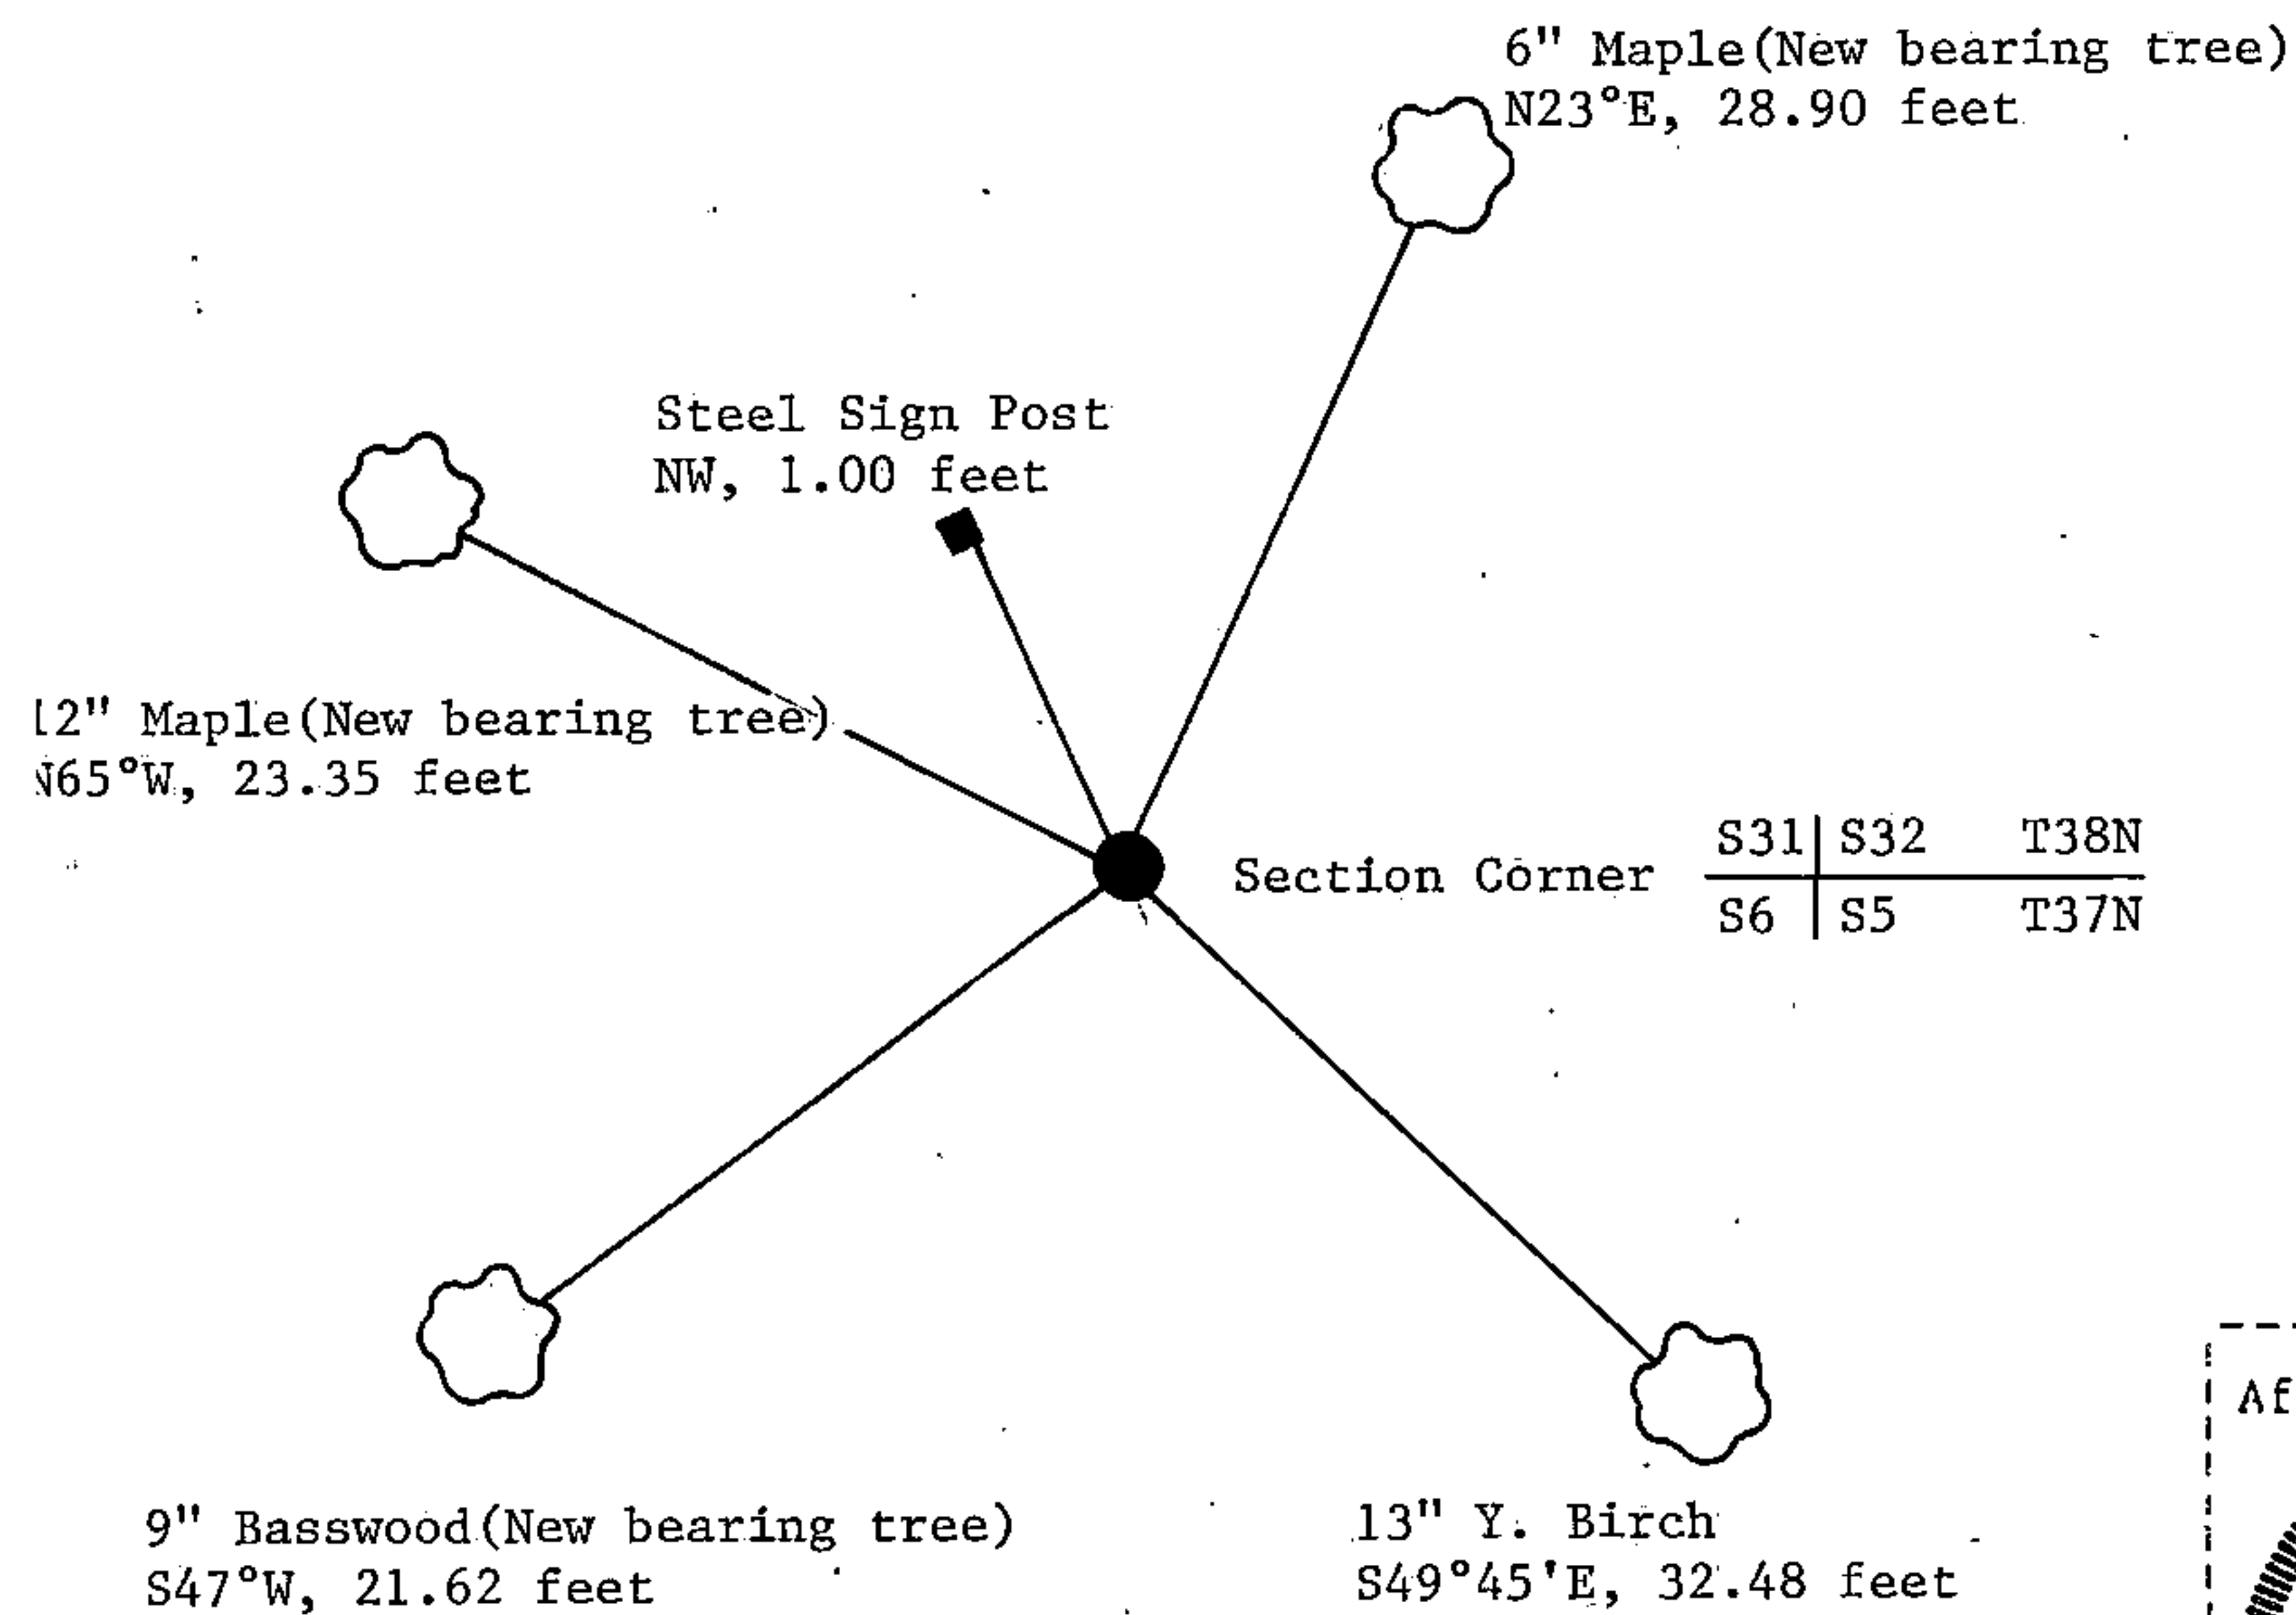 6" Maple(New bearing tree)
N23°E, 28.90 feet
Steel Sign Post
NW, 1.00 feet
12" Maple(New bearing tree)
N65°W, 23.35 feet
Section Corner
S31 S32 T38N
S6 S5 T37N
9" Basswood(New bearing tree)
S47°W, 21.62 feet
13" Y. Birch
S49°45'E, 32.48 feet
Af